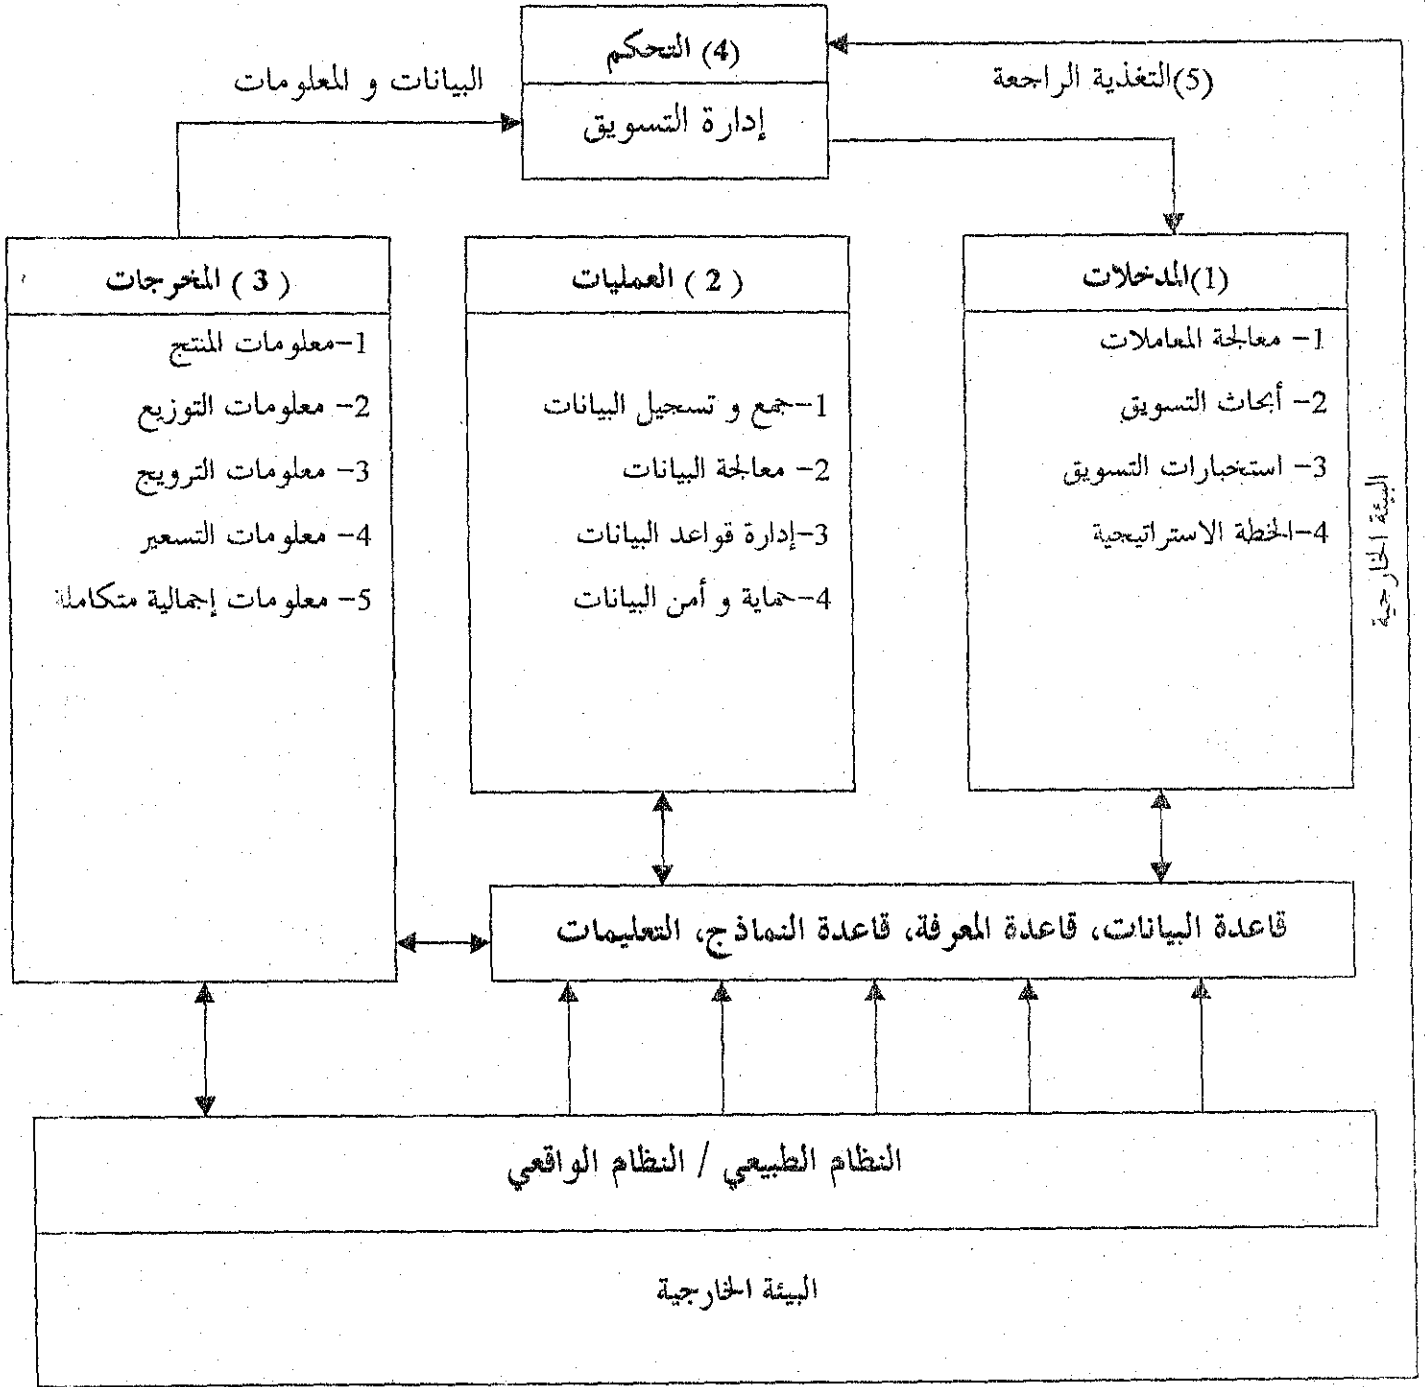 (4) التحكم
إدارة التسويق
(5)التغذية الراجعة
البيانات و المعلومات
(1)المدخلات
1- معالجة المعاملات
2- أبحاث التسويق
3- استخبارات التسويق
4-الخطة الاستراتيجية
( 2 ) العمليات
1-جمع و تسجيل البيانات
2- معالجة البيانات
3-إدارة قواعد البيانات
4-حماية و أمن البيانات
( 3 ) المخرجات
1-معلومات المنتج
2- معلومات التوزيع
3- معلومات الترويج
4- معلومات التسعير
5- معلومات إجمالية متكاملة
البيئة الخارجية
قاعدة البيانات، قاعدة المعرفة، قاعدة النماذج، التعليمات
النظام الطبيعي / النظام الواقعي
البيئة الخارجية